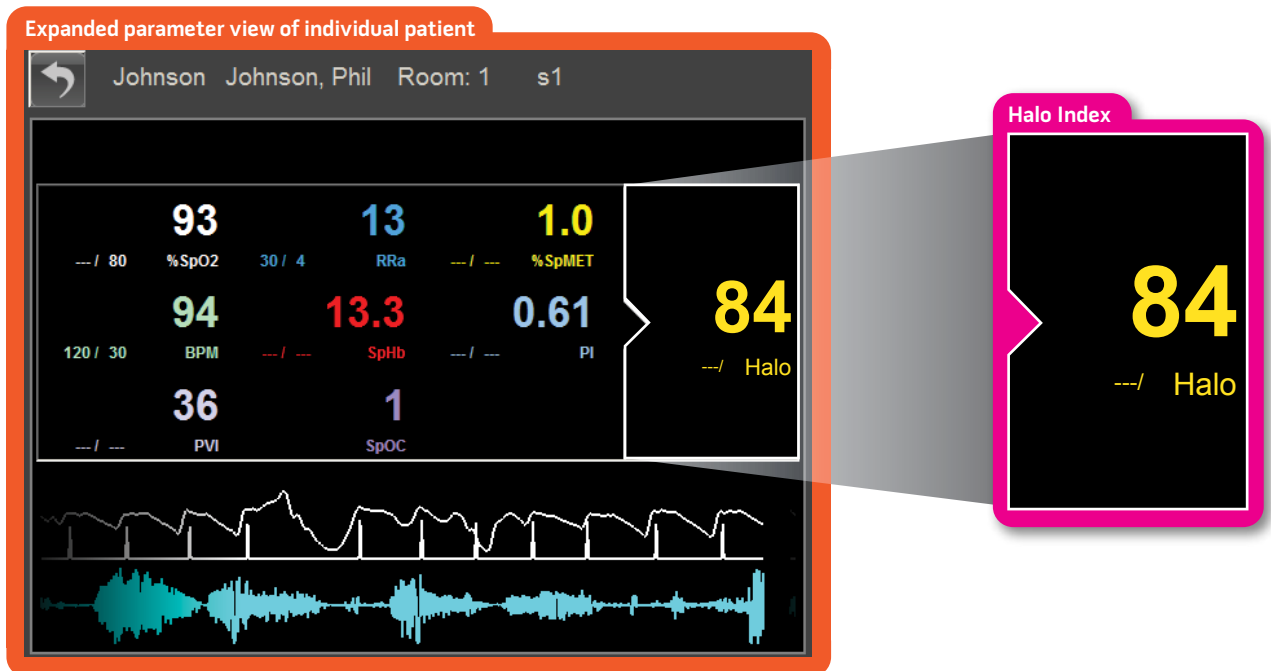 Expanded parameter view of individual patient
Johnson Johnson, Phil Room: 1 s1
93 13 1.0
---/ 80 %SpO2 30 / 4 RRa ---/ --- %SpMET
94 13.3 0.61
120 / 30 BPM ---/ --- SpHb ---/ --- PI
36 1
---/ --- PVI SpOC
84
---/ Halo
Halo Index
84
---/ Halo